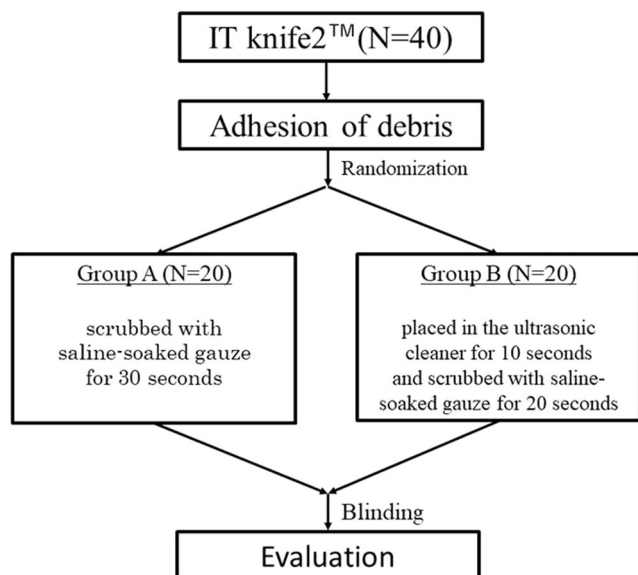 IT knife2™(N=40)
Adhesion of debris
Randomization
Group A (N=20)
scrubbed with
saline-soaked gauze
for 30 seconds
Group B (N=20)
placed in the ultrasonic
cleaner for 10 seconds
and scrubbed with saline-
soaked gauze for 20 seconds
Blinding
Evaluation